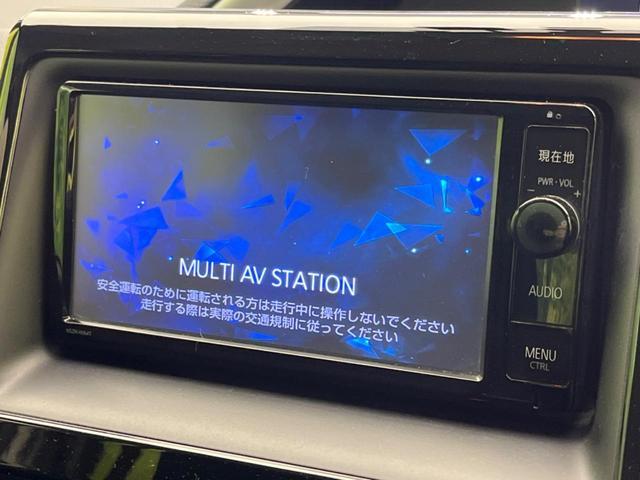 MULTI AV STATION
安全運転のために運転される方は走行中に操作しないでください
走行する際は実際の交通規制に従ってください
現在地
PWR・VOL
− +
AUDIO
MENU
CTRL